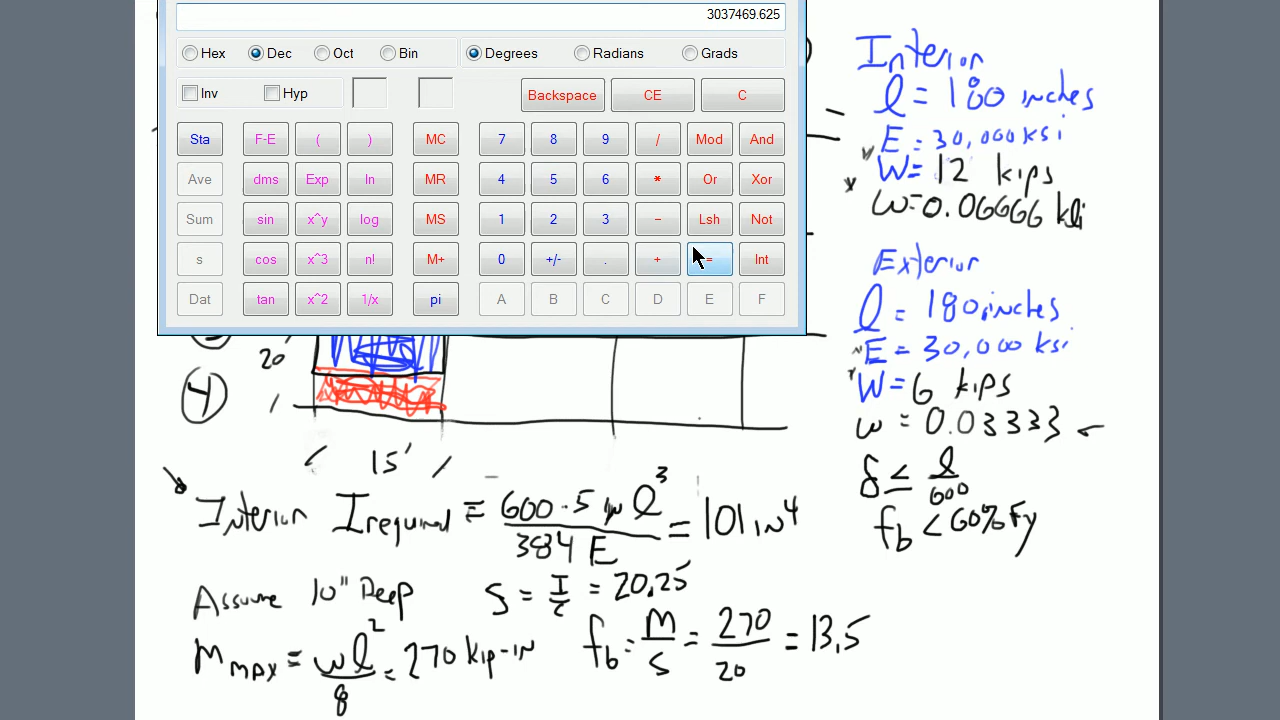 3037469.625
Hex Dec Oct Bin Degrees Radians Grads
Inv Hyp Backspace CE C
Sta F-E ( ) MC 7 8 9 / Mod And
Ave dms Exp ln MR 4 5 6 * Or Xor
Sum sin x^y log MS 1 2 3 - Lsh Not
s cos x^3 n! M+ 0 +/- . + = Int
Dat tan x^2 1/x pi A B C D E F
Interior
l = 180 inches
E = 30,000 ksi
W = 12 kips
w = 0.06666 kli
Exterior
l = 180 inches
E = 30,000 ksi
W = 6 kips
w = 0.03333
δ ≤ l/600
fb < 60% Fy
20'
4
15'
Interior Irequired = 600·5 w l³ / 384 E = 101 in⁴
Assume 10" Deep S = I/c = 20.25
Mmax = wl²/8 = 270 kip-in fb = M/S = 270/20 = 13.5